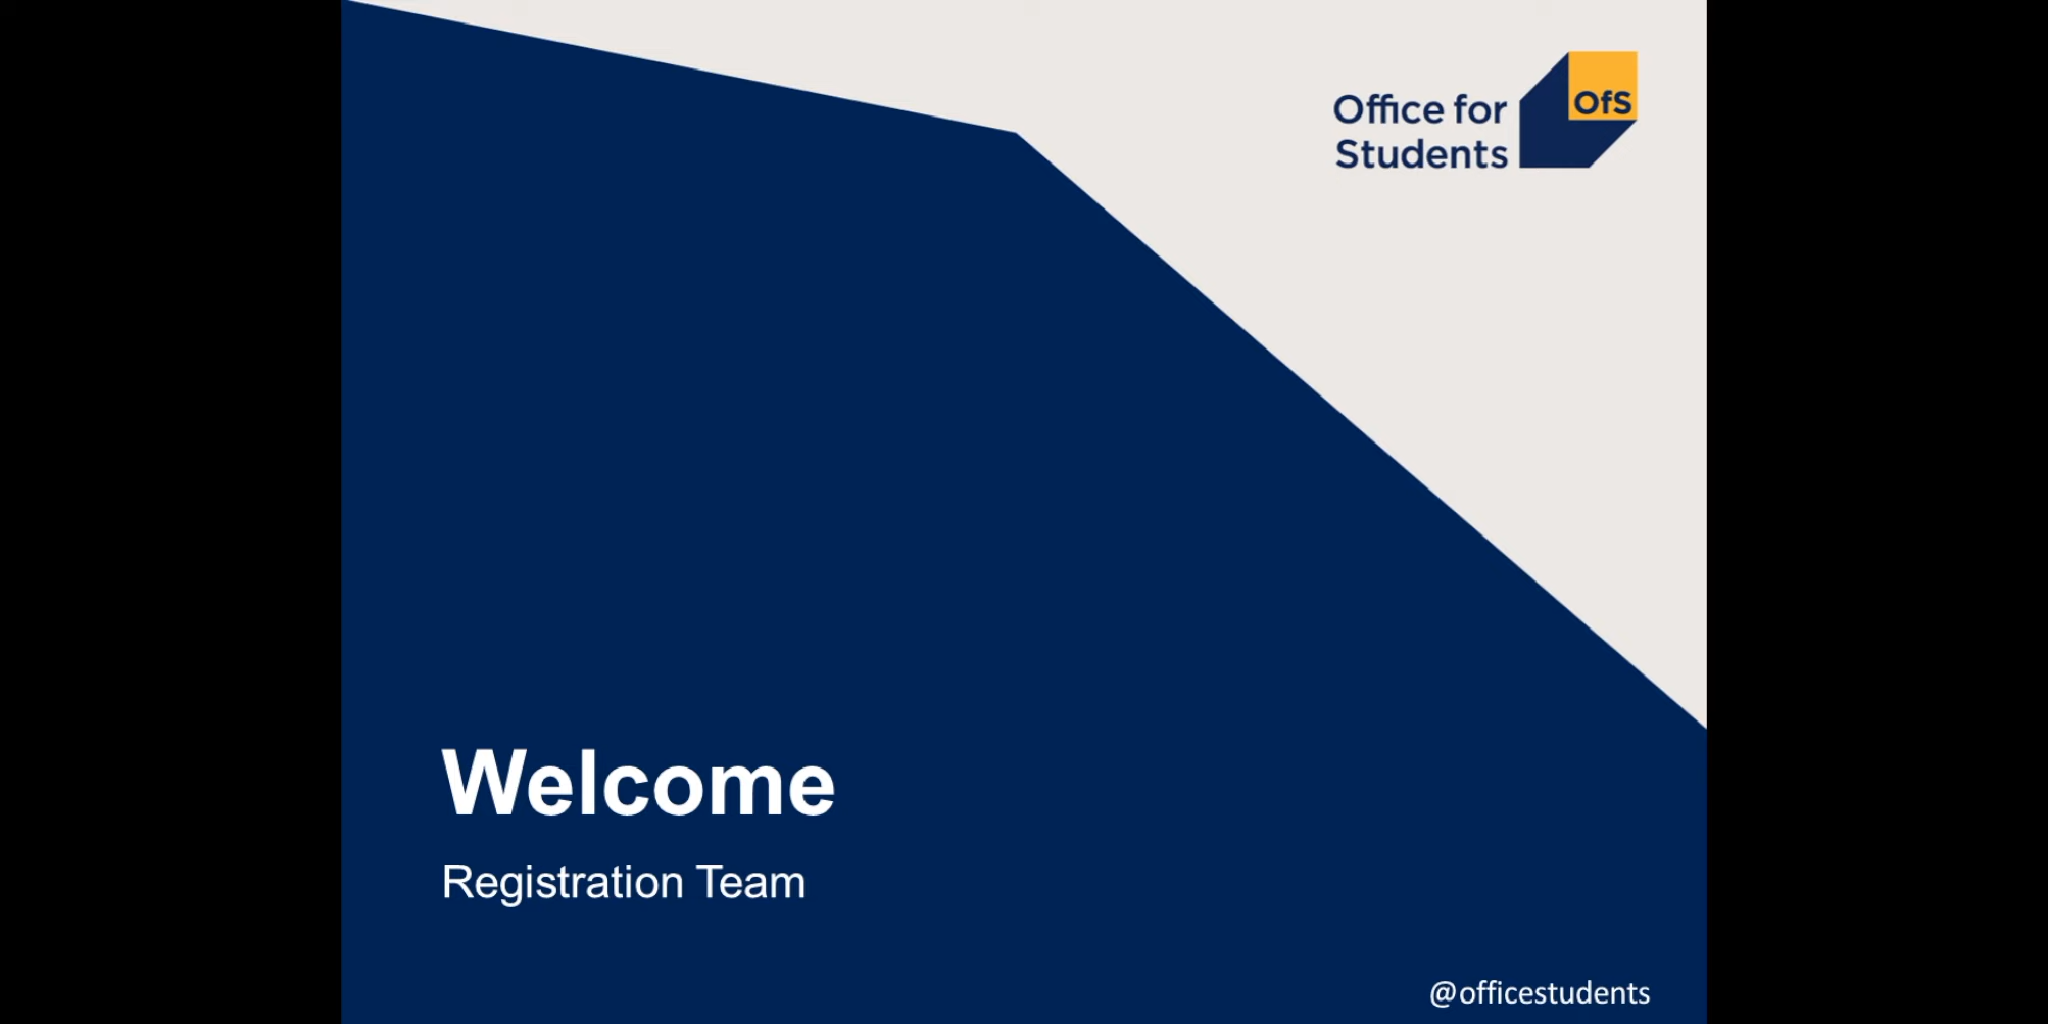 Office for
Students
OfS
Welcome
Registration Team
@officestudents